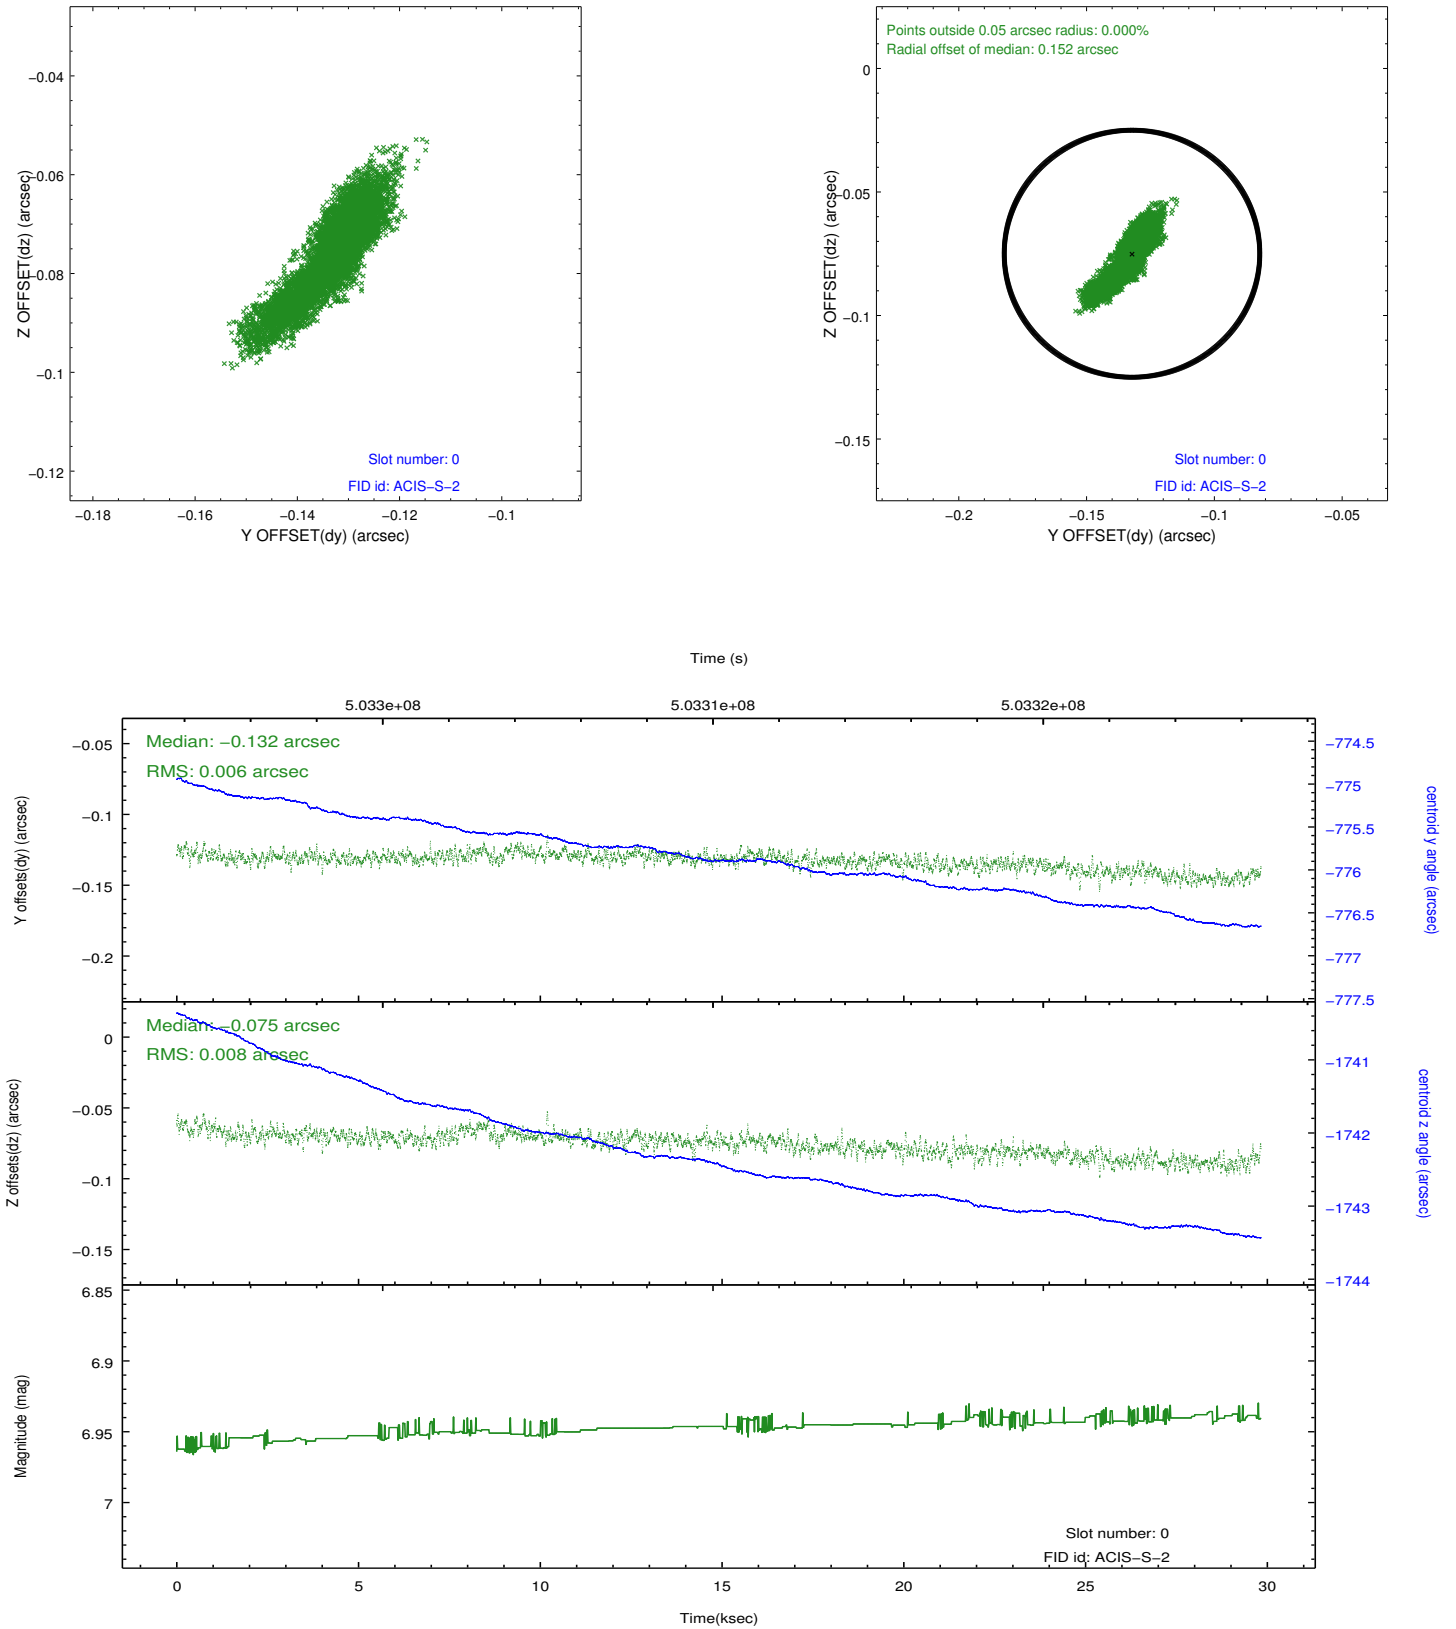 −0.04
−0.06
−0.08
−0.1
−0.12
Z OFFSET(dz) (arcsec)
Slot number: 0
FID id: ACIS−S−2
−0.18
−0.16
−0.14
−0.12
−0.1
Y OFFSET(dy) (arcsec)
Points outside 0.05 arcsec radius: 0.000%
Radial offset of median: 0.152 arcsec
0
−0.05
−0.1
−0.15
Z OFFSET(dz) (arcsec)
Slot number: 0
FID id: ACIS−S−2
−0.2
−0.15
−0.1
−0.05
Y OFFSET(dy) (arcsec)
Time (s)
5.033e+08
5.0331e+08
5.0332e+08
Median: −0.132 arcsec
RMS: 0.006 arcsec
−0.05
−0.1
−0.15
−0.2
Y offsets(dy) (arcsec)
−774.5
−775
−775.5
−776
−776.5
−777
−777.5
centroid y angle (arcsec)
Median: −0.075 arcsec
RMS: 0.008 arcsec
0
−0.05
−0.1
−0.15
Z offsets(dz) (arcsec)
−1741
−1742
−1743
−1744
centroid z angle (arcsec)
6.85
6.9
6.95
7
Magnitude (mag)
Slot number: 0
FID id: ACIS−S−2
0
5
10
15
20
25
30
Time(ksec)